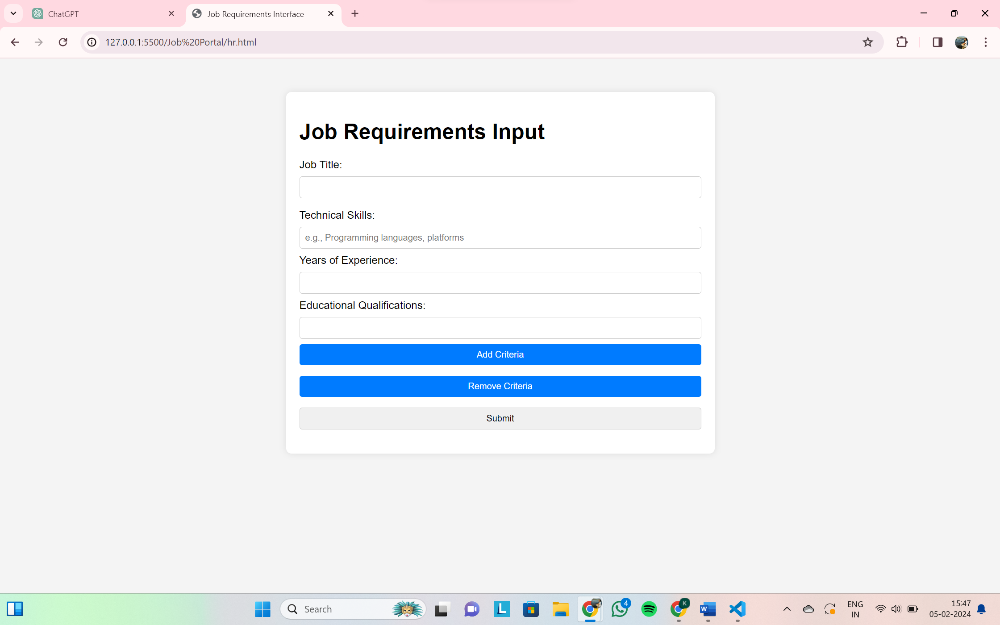 ChatGPT
Job Requirements Interface
127.0.0.1:5500/Job%20Portal/hr.html
Job Requirements Input
Job Title:
Technical Skills:
e.g., Programming languages, platforms
Years of Experience:
Educational Qualifications:
Add Criteria
Remove Criteria
Submit
Search
L
4
K
W
ENG
IN
15:47
05-02-2024